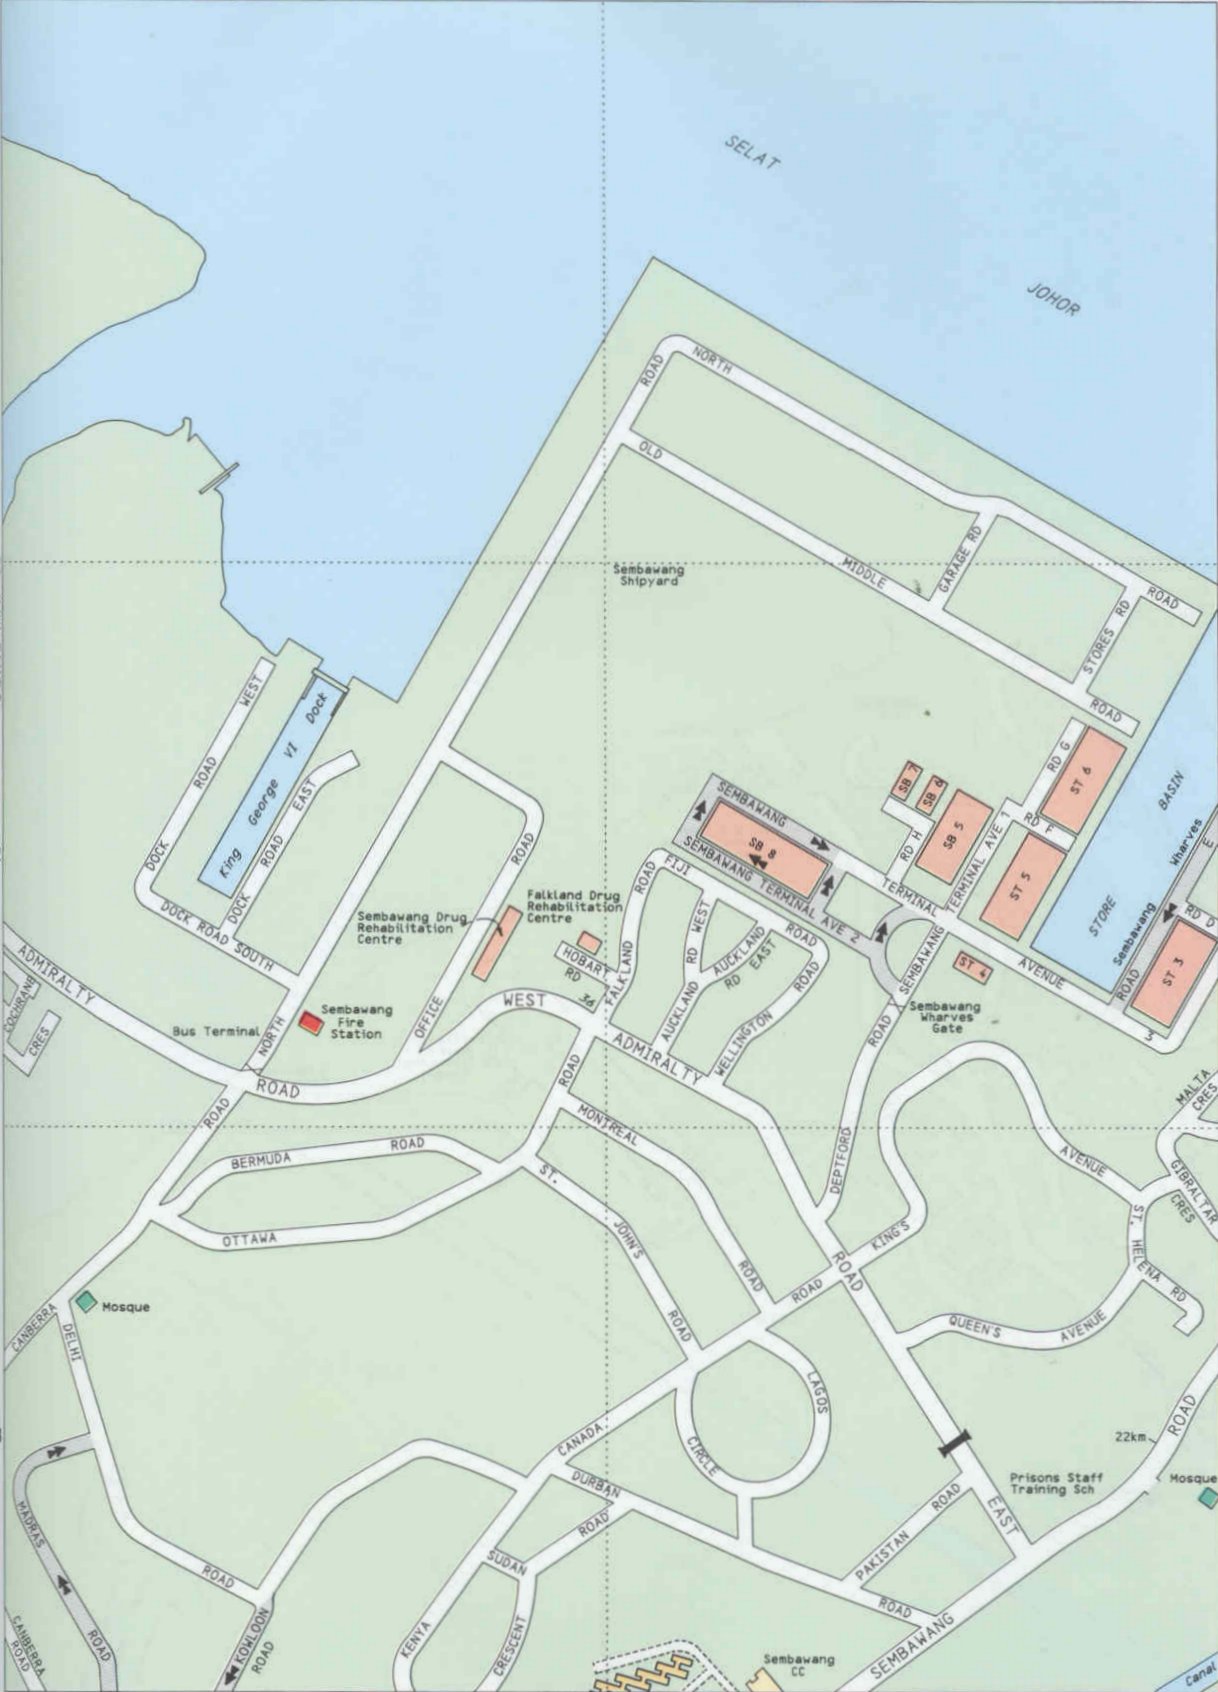 SELAT
JOHOR
NORTH
ROAD
OLD
Sembawang
Shipyard
MIDDLE
GARAGE RD
ROAD
STORES RD
ROAD
WEST
ROAD
DOCK
King George VI Dock
EAST
ROAD
DOCK
DOCK ROAD SOUTH
RD G
ST 6
BASIN
STORE
SB 7
SB 6
SB 5
RD H
RD F
ST 5
SEMBAWANG
SB 8
SEMBAWANG TERMINAL AVE 2
TERMINAL
TERMINAL AVE 1
SEMBAWANG
AVENUE
3
ST 4
Wharves
Sembawang
ROAD
E
RD D
ST 3
ROAD
Falkland Drug
Rehabilitation
Centre
Sembawang Drug
Rehabilitation
Centre
HOBART
RD
36
FALKLAND
ROAD
FIJI
ROAD
AUCKLAND
RD WEST
AUCKLAND
RD EAST
WELLINGTON
ROAD
Sembawang
Wharves
Gate
DEPTFORD
ROAD
ADMIRALTY
COCHRANE
CRES
Bus Terminal
NORTH
Sembawang
Fire
Station
OFFICE
WEST
ROAD
ADMIRALTY
ROAD
ROAD
MONTREAL
ROAD
BERMUDA
ROAD
OTTAWA
ROAD
ST.
JOHN'S
ROAD
KING'S
AVENUE
MALTA
CRES
GIBRALTAR
CRES
ST. HELENA RD
QUEEN'S
AVENUE
Mosque
CANBERRA
DELHI
ROAD
LAGOS
CIRCLE
CANADA
ROAD
DURBAN
ROAD
SUDAN
ROAD
CRESCENT
KENYA
MADRAS
ROAD
CANBERRA
ROAD
KOWLOON
ROAD
PAKISTAN
ROAD
EAST
Prisons Staff
Training Sch
22km
ROAD
Mosque
SEMBAWANG
Sembawang
CC
Canal